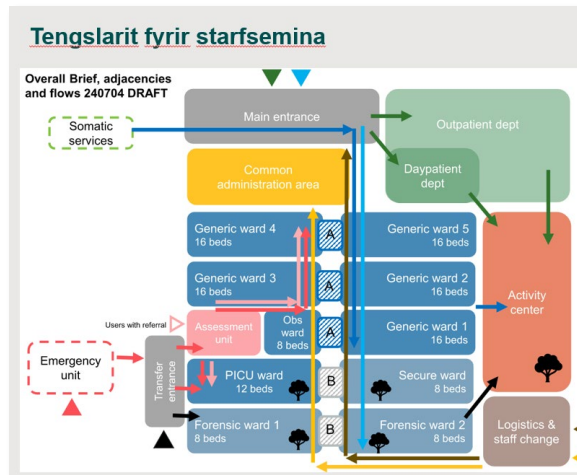 Tengslarit fyrir starfsemina
Overall Brief, adjacencies
and flows 240704 DRAFT
Main entrance
Somatic
services
Outpatient dept
Common
administration area
Daypatient
dept
Generic ward 4
16 beds
A
Generic ward 5
16 beds
Generic ward 3
16 beds
A
Generic ward 2
16 beds
Activity
center
Users with referral
Assessment
unit
Obs
ward
8 beds
A
Generic ward 1
16 beds
Emergency
unit
Transfer
entrance
PICU ward
12 beds
B
Secure ward
8 beds
Forensic ward 1
8 beds
B
Forensic ward 2
8 beds
Logistics &
staff change